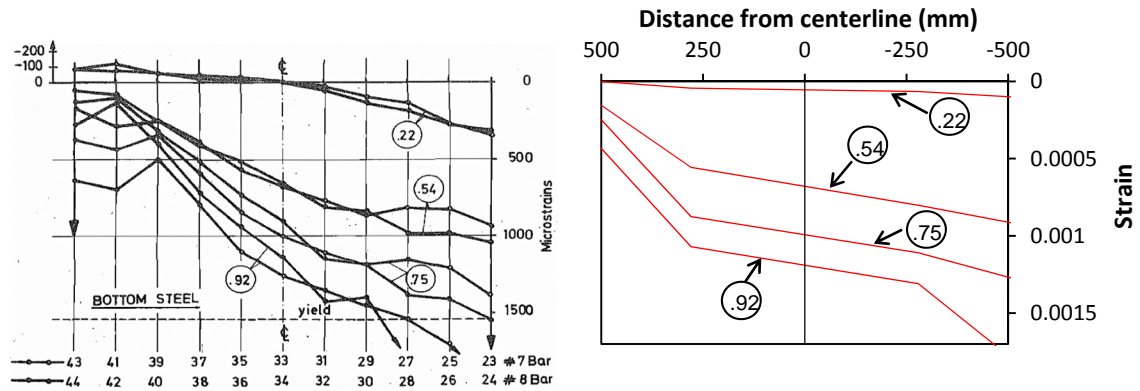 -200
-100
0
℄
0
.22
500
.54
Microstrains
1000
.92
.75
BOTTOM STEEL
yield
1500
℄
43 41 39 37 35 33 31 29 27 25 23 #7 Bar
44 42 40 38 36 34 32 30 28 26 24 #8 Bar
Distance from centerline (mm)
500 250 0 -250 -500
0
.22
0.0005
.54
Strain
.75
0.001
.92
0.0015